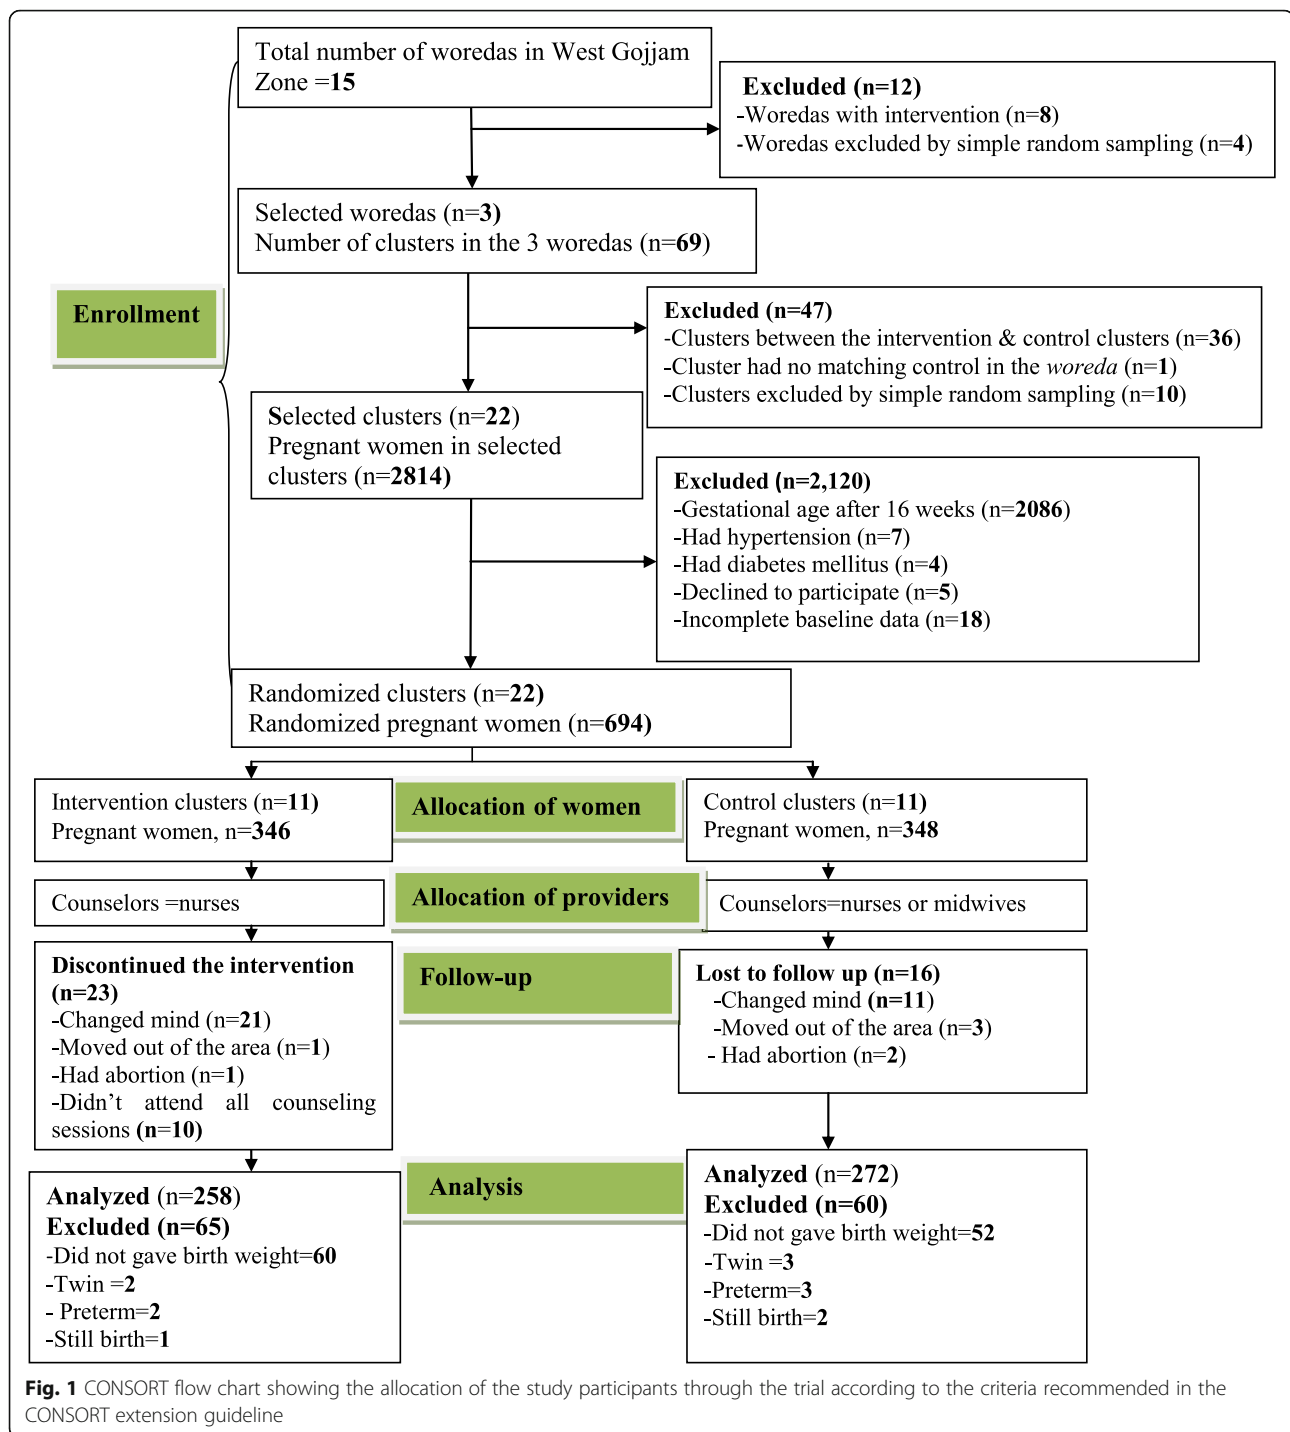 Total number of woredas in West Gojjam
Zone =15
Excluded (n=12)
-Woredas with intervention (n=8)
-Woredas excluded by simple random sampling (n=4)
Selected woredas (n=3)
Number of clusters in the 3 woredas (n=69)
Enrollment
Excluded (n=47)
-Clusters between the intervention & control clusters (n=36)
-Cluster had no matching control in the woreda (n=1)
-Clusters excluded by simple random sampling (n=10)
Selected clusters (n=22)
Pregnant women in selected
clusters (n=2814)
Excluded (n=2,120)
-Gestational age after 16 weeks (n=2086)
-Had hypertension (n=7)
-Had diabetes mellitus (n=4)
-Declined to participate (n=5)
-Incomplete baseline data (n=18)
Randomized clusters (n=22)
Randomized pregnant women (n=694)
Intervention clusters (n=11)
Pregnant women, n=346
Allocation of women
Control clusters (n=11)
Pregnant women, n=348
Counselors =nurses
Allocation of providers
Counselors=nurses or midwives
Discontinued the intervention
(n=23)
-Changed mind (n=21)
-Moved out of the area (n=1)
-Had abortion (n=1)
-Didn't attend all counseling
sessions (n=10)
Follow-up
Lost to follow up (n=16)
-Changed mind (n=11)
-Moved out of the area (n=3)
- Had abortion (n=2)
Analyzed (n=258)
Excluded (n=65)
-Did not gave birth weight=60
-Twin =2
- Preterm=2
-Still birth=1
Analysis
Analyzed (n=272)
Excluded (n=60)
-Did not gave birth weight=52
-Twin =3
-Preterm=3
-Still birth=2
Fig. 1 CONSORT flow chart showing the allocation of the study participants through the trial according to the criteria recommended in the
CONSORT extension guideline